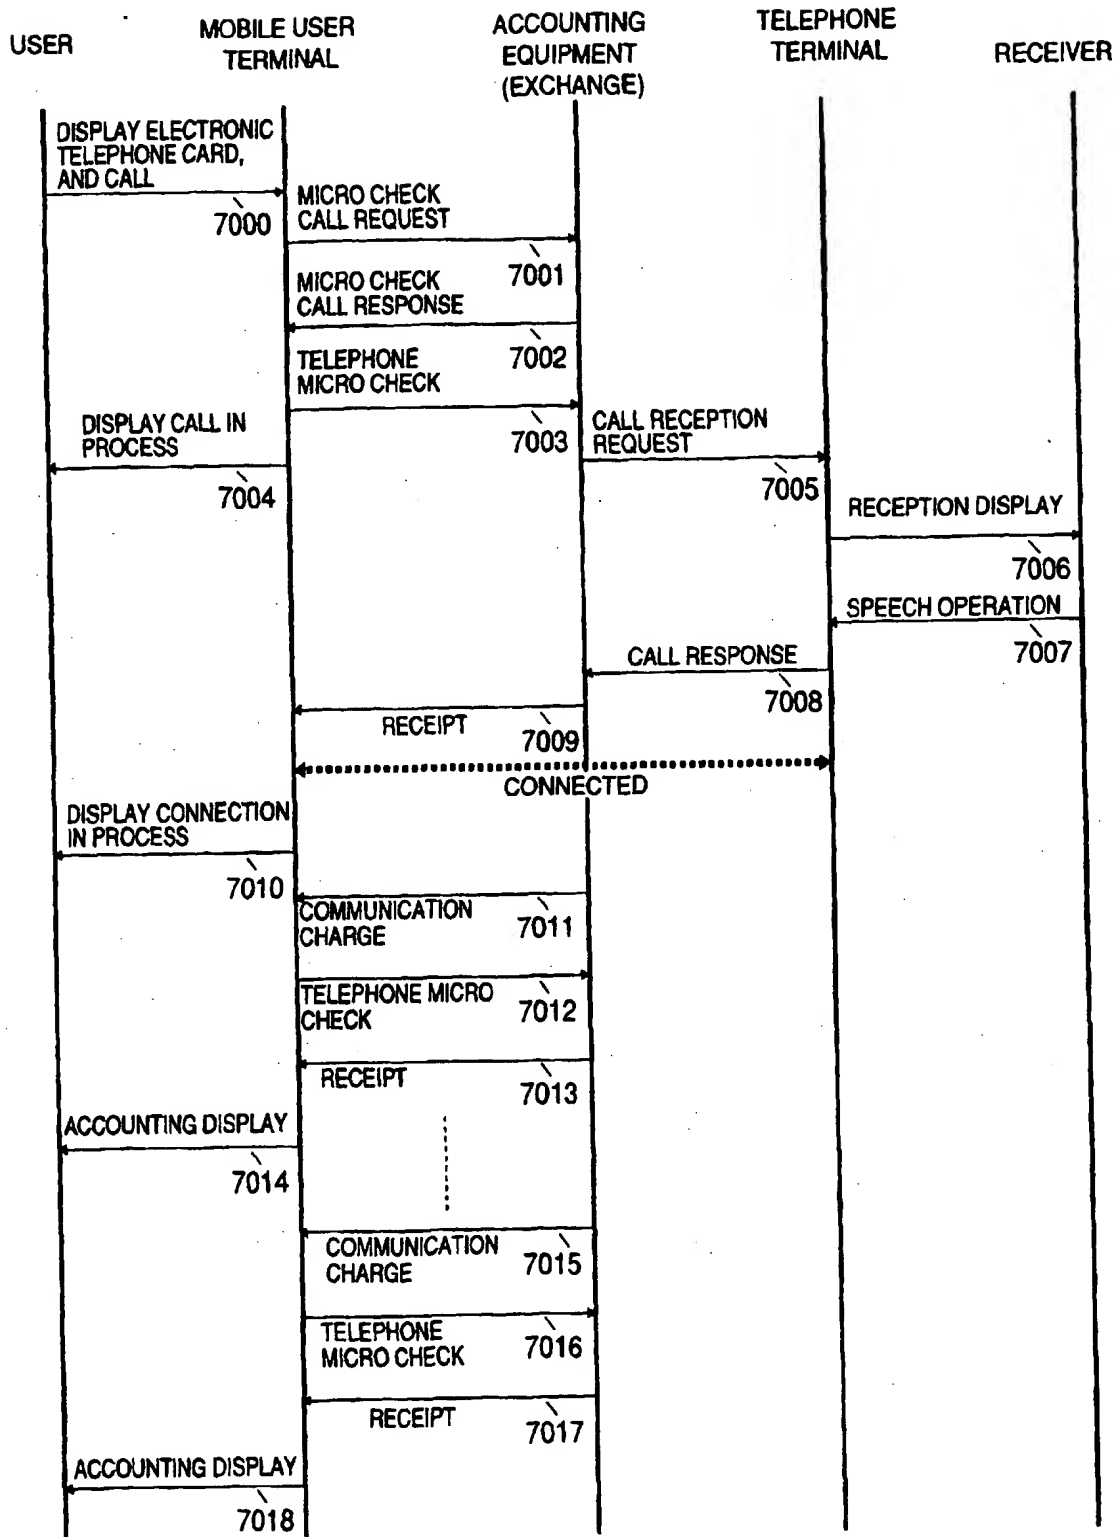 USER
MOBILE USER
TERMINAL
ACCOUNTING
EQUIPMENT
(EXCHANGE)
TELEPHONE
TERMINAL
RECEIVER
DISPLAY ELECTRONIC
TELEPHONE CARD,
AND CALL
7000
MICRO CHECK
CALL REQUEST
7001
MICRO CHECK
CALL RESPONSE
7002
TELEPHONE
MICRO CHECK
7003
DISPLAY CALL IN
PROCESS
7004
CALL RECEPTION
REQUEST
7005
RECEPTION DISPLAY
7006
SPEECH OPERATION
7007
CALL RESPONSE
7008
RECEIPT
7009
CONNECTED
DISPLAY CONNECTION
IN PROCESS
7010
COMMUNICATION
CHARGE
7011
TELEPHONE MICRO
CHECK
7012
RECEIPT
7013
ACCOUNTING DISPLAY
7014
COMMUNICATION
CHARGE
7015
TELEPHONE
MICRO CHECK
7016
RECEIPT
7017
ACCOUNTING DISPLAY
7018